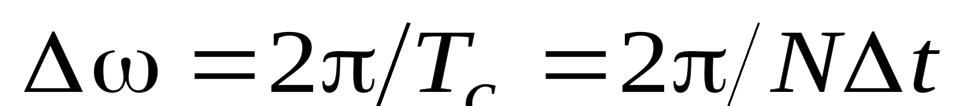 Δω = 2π/T_c = 2π/NΔt